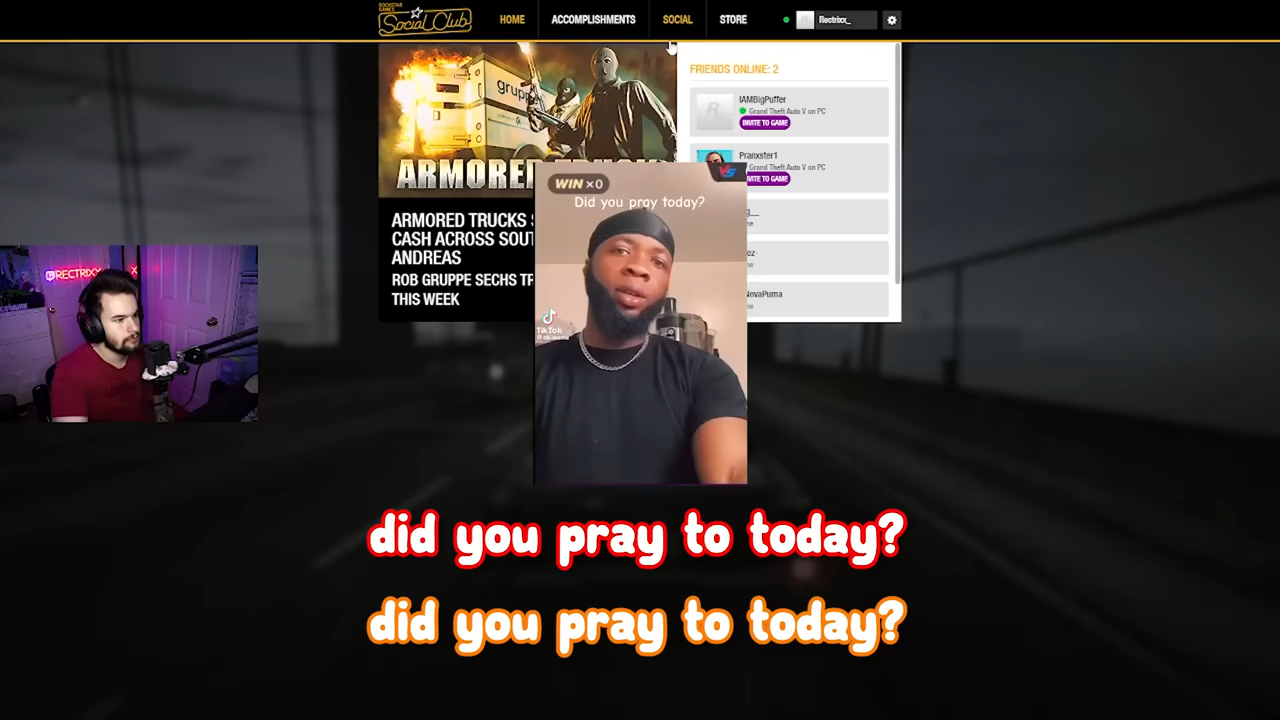 ROCKSTAR GAMES
Social Club
HOME
ACCOMPLISHMENTS
SOCIAL
STORE
Rectrixx_
FRIENDS ONLINE: 2
IAMBigPuffer
Grand Theft Auto V on PC
INVITE TO GAME
Pranxster1
Grand Theft Auto V on PC
VITE TO GAME
NovaPuma
gruppe
ARMORED
ARMORED TRUCKS
CASH ACROSS SOUT
ANDREAS
ROB GRUPPE SECHS TR
THIS WEEK
WIN ×0
VS
Did you pray today?
TikTok
RECTRIXX
did you pray to today?
did you pray to today?